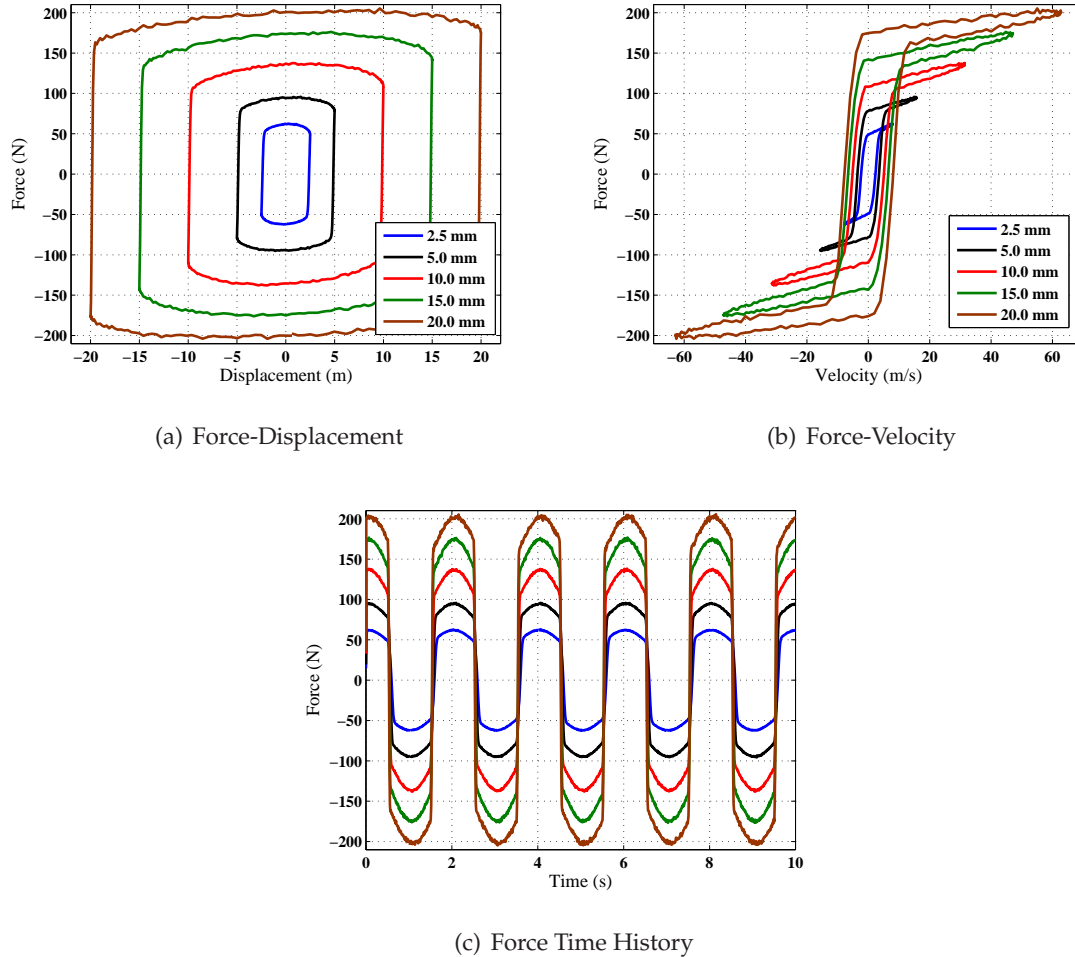 200
150
100
50
0
−50
−100
−150
−200
Force (N)
2.5 mm
5.0 mm
10.0 mm
15.0 mm
20.0 mm
−20 −15 −10 −5 0 5 10 15 20
Displacement (m)
(a) Force-Displacement
200
150
100
50
0
−50
−100
−150
−200
Force (N)
2.5 mm
5.0 mm
10.0 mm
15.0 mm
20.0 mm
−60 −40 −20 0 20 40 60
Velocity (m/s)
(b) Force-Velocity
200
150
100
50
0
−50
−100
−150
−200
Force (N)
0 2 4 6 8 10
Time (s)
(c) Force Time History